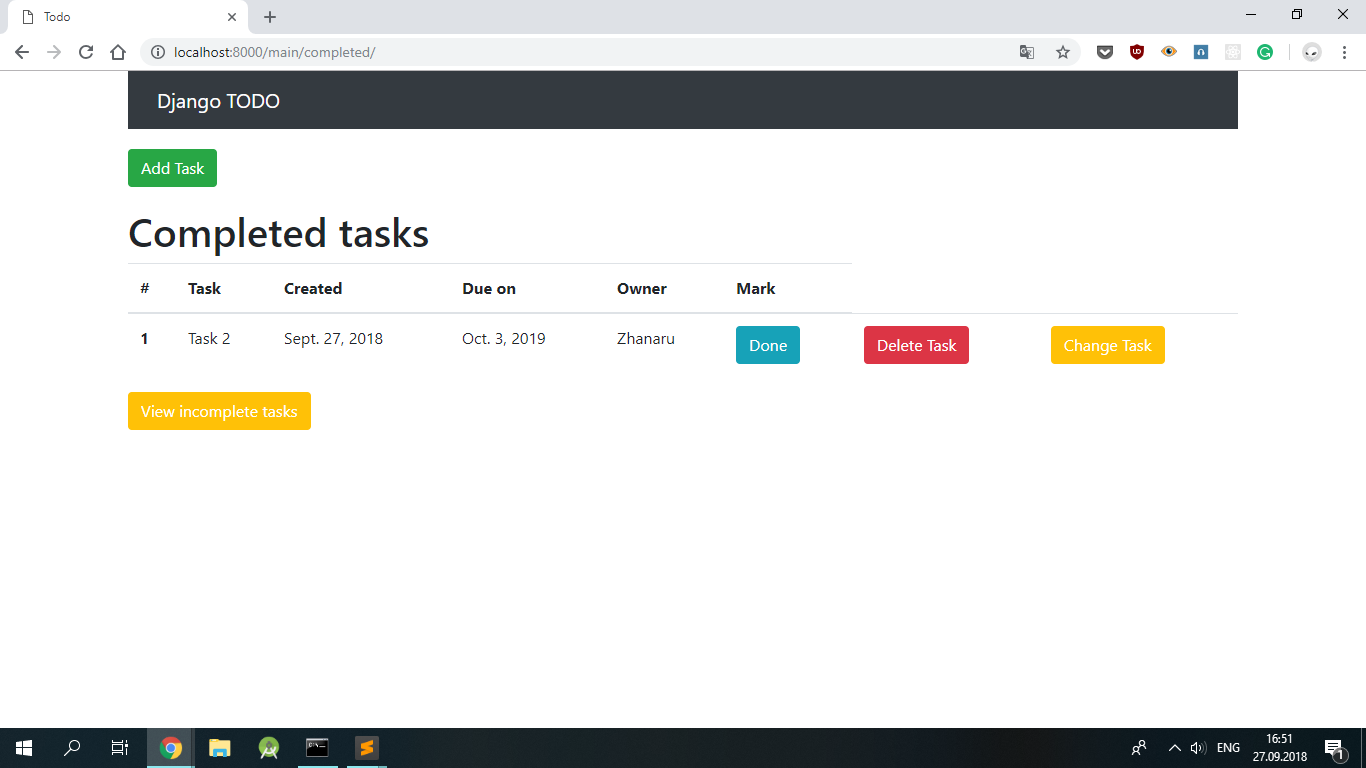 Todo
localhost:8000/main/completed/
Django TODO
Add Task
Completed tasks
# Task Created Due on Owner Mark
1 Task 2 Sept. 27, 2018 Oct. 3, 2019 Zhanaru Done Delete Task Change Task
View incomplete tasks
ENG
16:51
27.09.2018
1